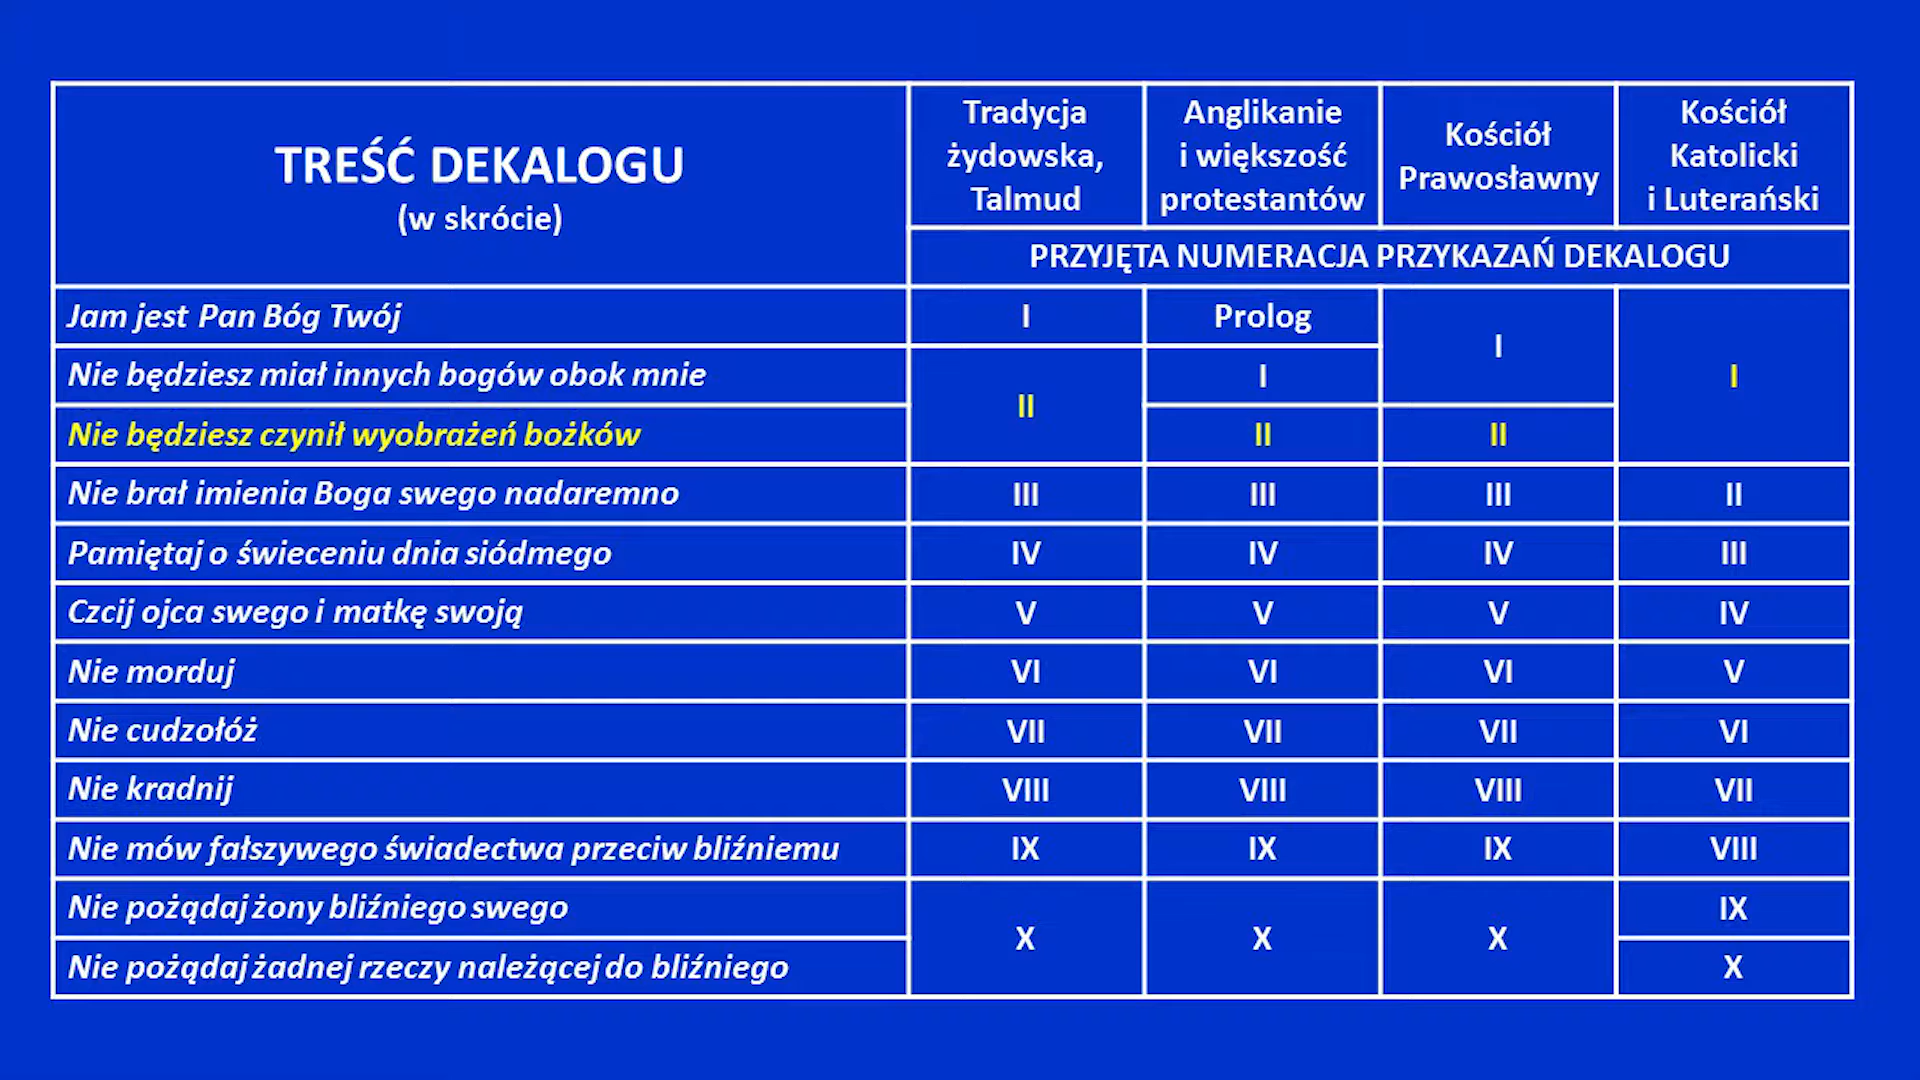 TREŚĆ DEKALOGU
(w skrócie)
Tradycja
żydowska,
Talmud
Anglikanie
i większość
protestantów
Kościół
Prawosławny
Kościół
Katolicki
i Luterański
PRZYJĘTA NUMERACJA PRZYKAZAŃ DEKALOGU
Jam jest Pan Bóg Twój
I
Prolog
I
I
Nie będziesz miał innych bogów obok mnie
II
I
Nie będziesz czynił wyobrażeń bożków
II
II
Nie brał imienia Boga swego nadaremno
III
III
III
II
Pamiętaj o świeceniu dnia siódmego
IV
IV
IV
III
Czcij ojca swego i matkę swoją
V
V
V
IV
Nie morduj
VI
VI
VI
V
Nie cudzołóż
VII
VII
VII
VI
Nie kradnij
VIII
VIII
VIII
VII
Nie mów fałszywego świadectwa przeciw bliźniemu
IX
IX
IX
VIII
Nie pożądaj żony bliźniego swego
X
X
X
IX
Nie pożądaj żadnej rzeczy należącej do bliźniego
X